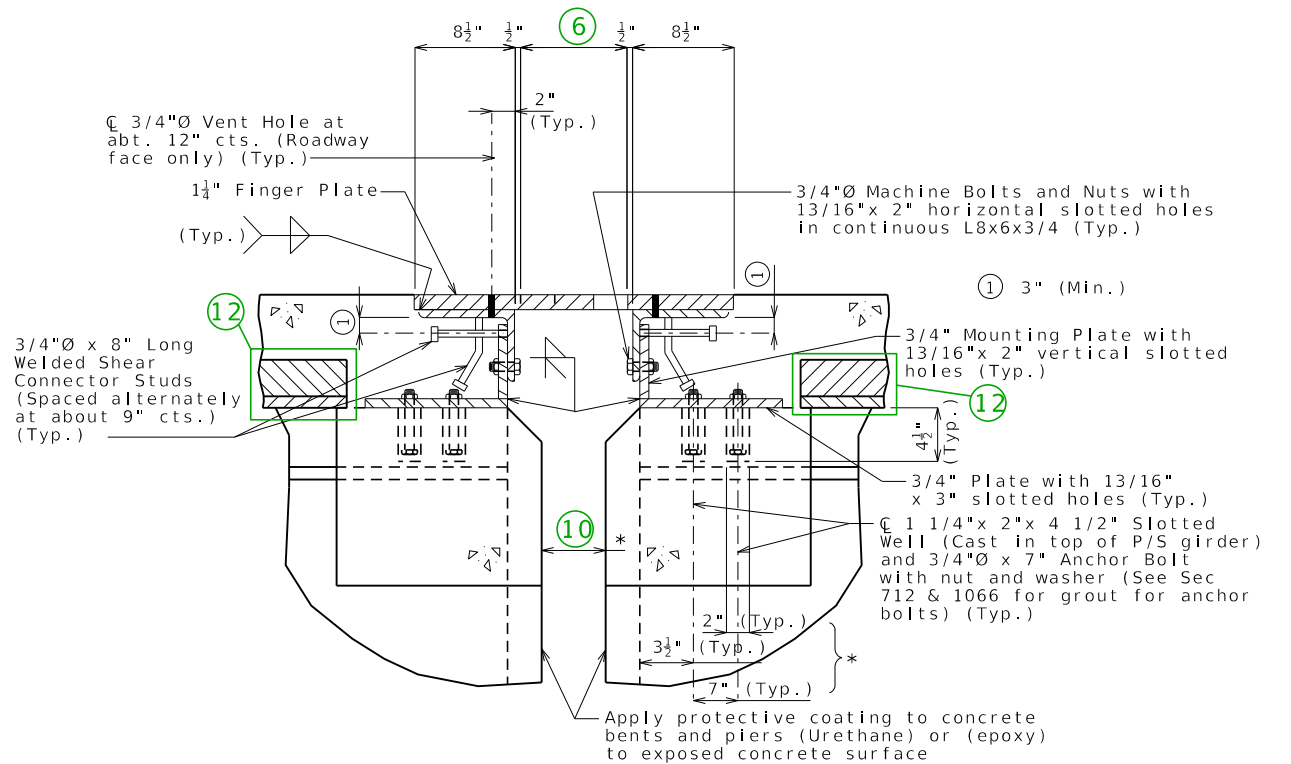 8½" ½" 6 ½" 8½"
2"
(Typ.)
℄ 3/4"Ø Vent Hole at
abt. 12" cts. (Roadway
face only) (Typ.)
1¼" Finger Plate
(Typ.)
3/4"Ø Machine Bolts and Nuts with
13/16"x 2" horizontal slotted holes
in continuous L8x6x3/4 (Typ.)
1
1 3" (Min.)
12
1
3/4"Ø x 8" Long
Welded Shear
Connector Studs
(Spaced alternately
at about 9" cts.)
(Typ.)
3/4" Mounting Plate with
13/16"x 2" vertical slotted
holes (Typ.)
12
4½"
(Typ.)
3/4" Plate with 13/16"
x 3" slotted holes (Typ.)
℄ 1 1/4"x 2"x 4 1/2" Slotted
Well (Cast in top of P/S girder)
and 3/4"Ø x 7" Anchor Bolt
with nut and washer (See Sec
712 & 1066 for grout for anchor
bolts) (Typ.)
10 *
2" (Typ.)
3½" (Typ.)
*
7" (Typ.)
Apply protective coating to concrete
bents and piers (Urethane) or (epoxy)
to exposed concrete surface